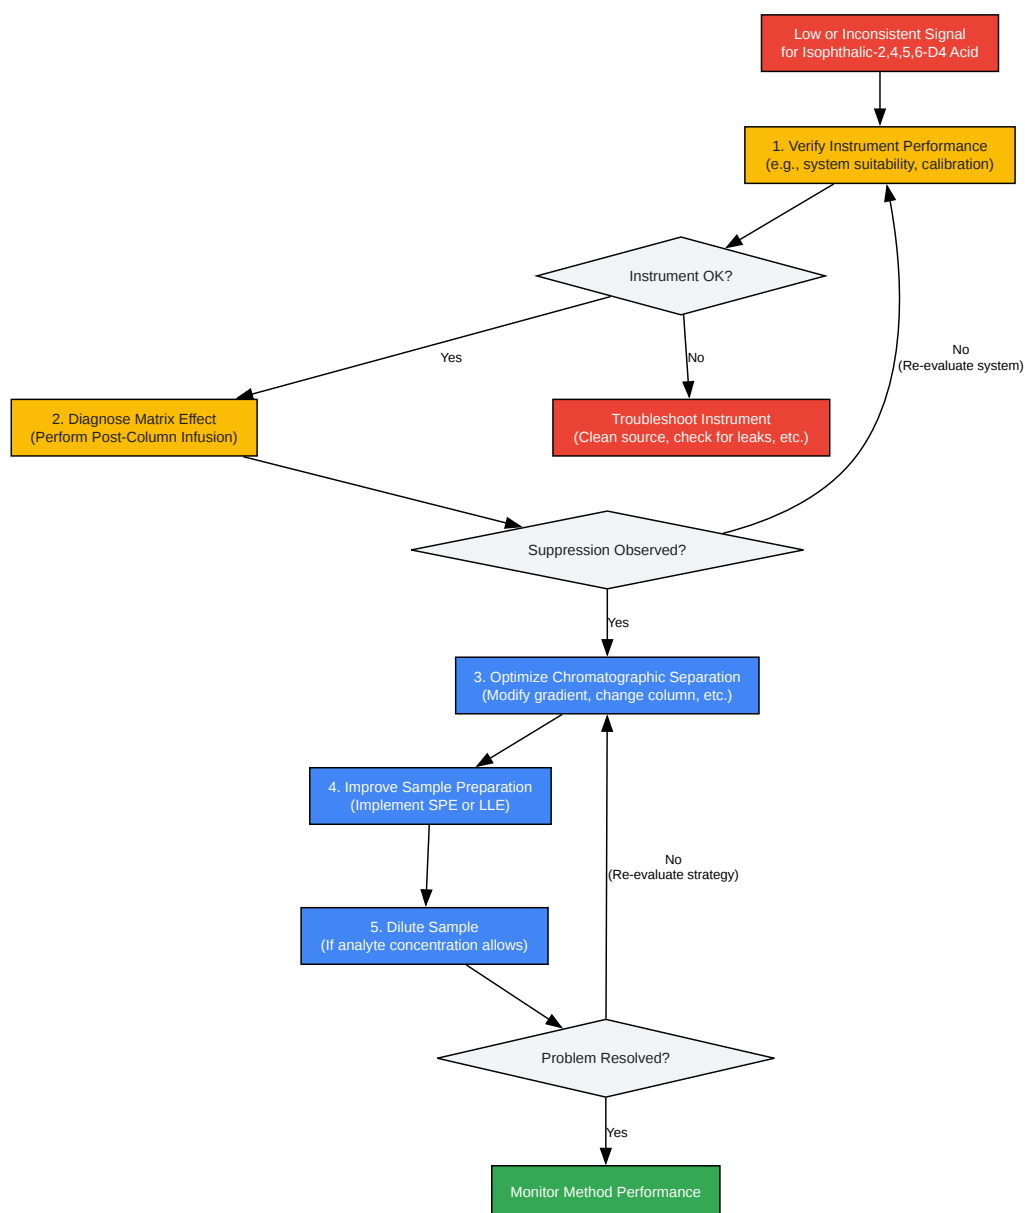 Low or Inconsistent Signal
for Isophthalic-2,4,5,6-D4 Acid
1. Verify Instrument Performance
(e.g., system suitability, calibration)
Instrument OK?
Yes
No
No
(Re-evaluate system)
2. Diagnose Matrix Effect
(Perform Post-Column Infusion)
Troubleshoot Instrument
(Clean source, check for leaks, etc.)
Suppression Observed?
Yes
3. Optimize Chromatographic Separation
(Modify gradient, change column, etc.)
4. Improve Sample Preparation
(Implement SPE or LLE)
No
(Re-evaluate strategy)
5. Dilute Sample
(If analyte concentration allows)
Problem Resolved?
Yes
Monitor Method Performance